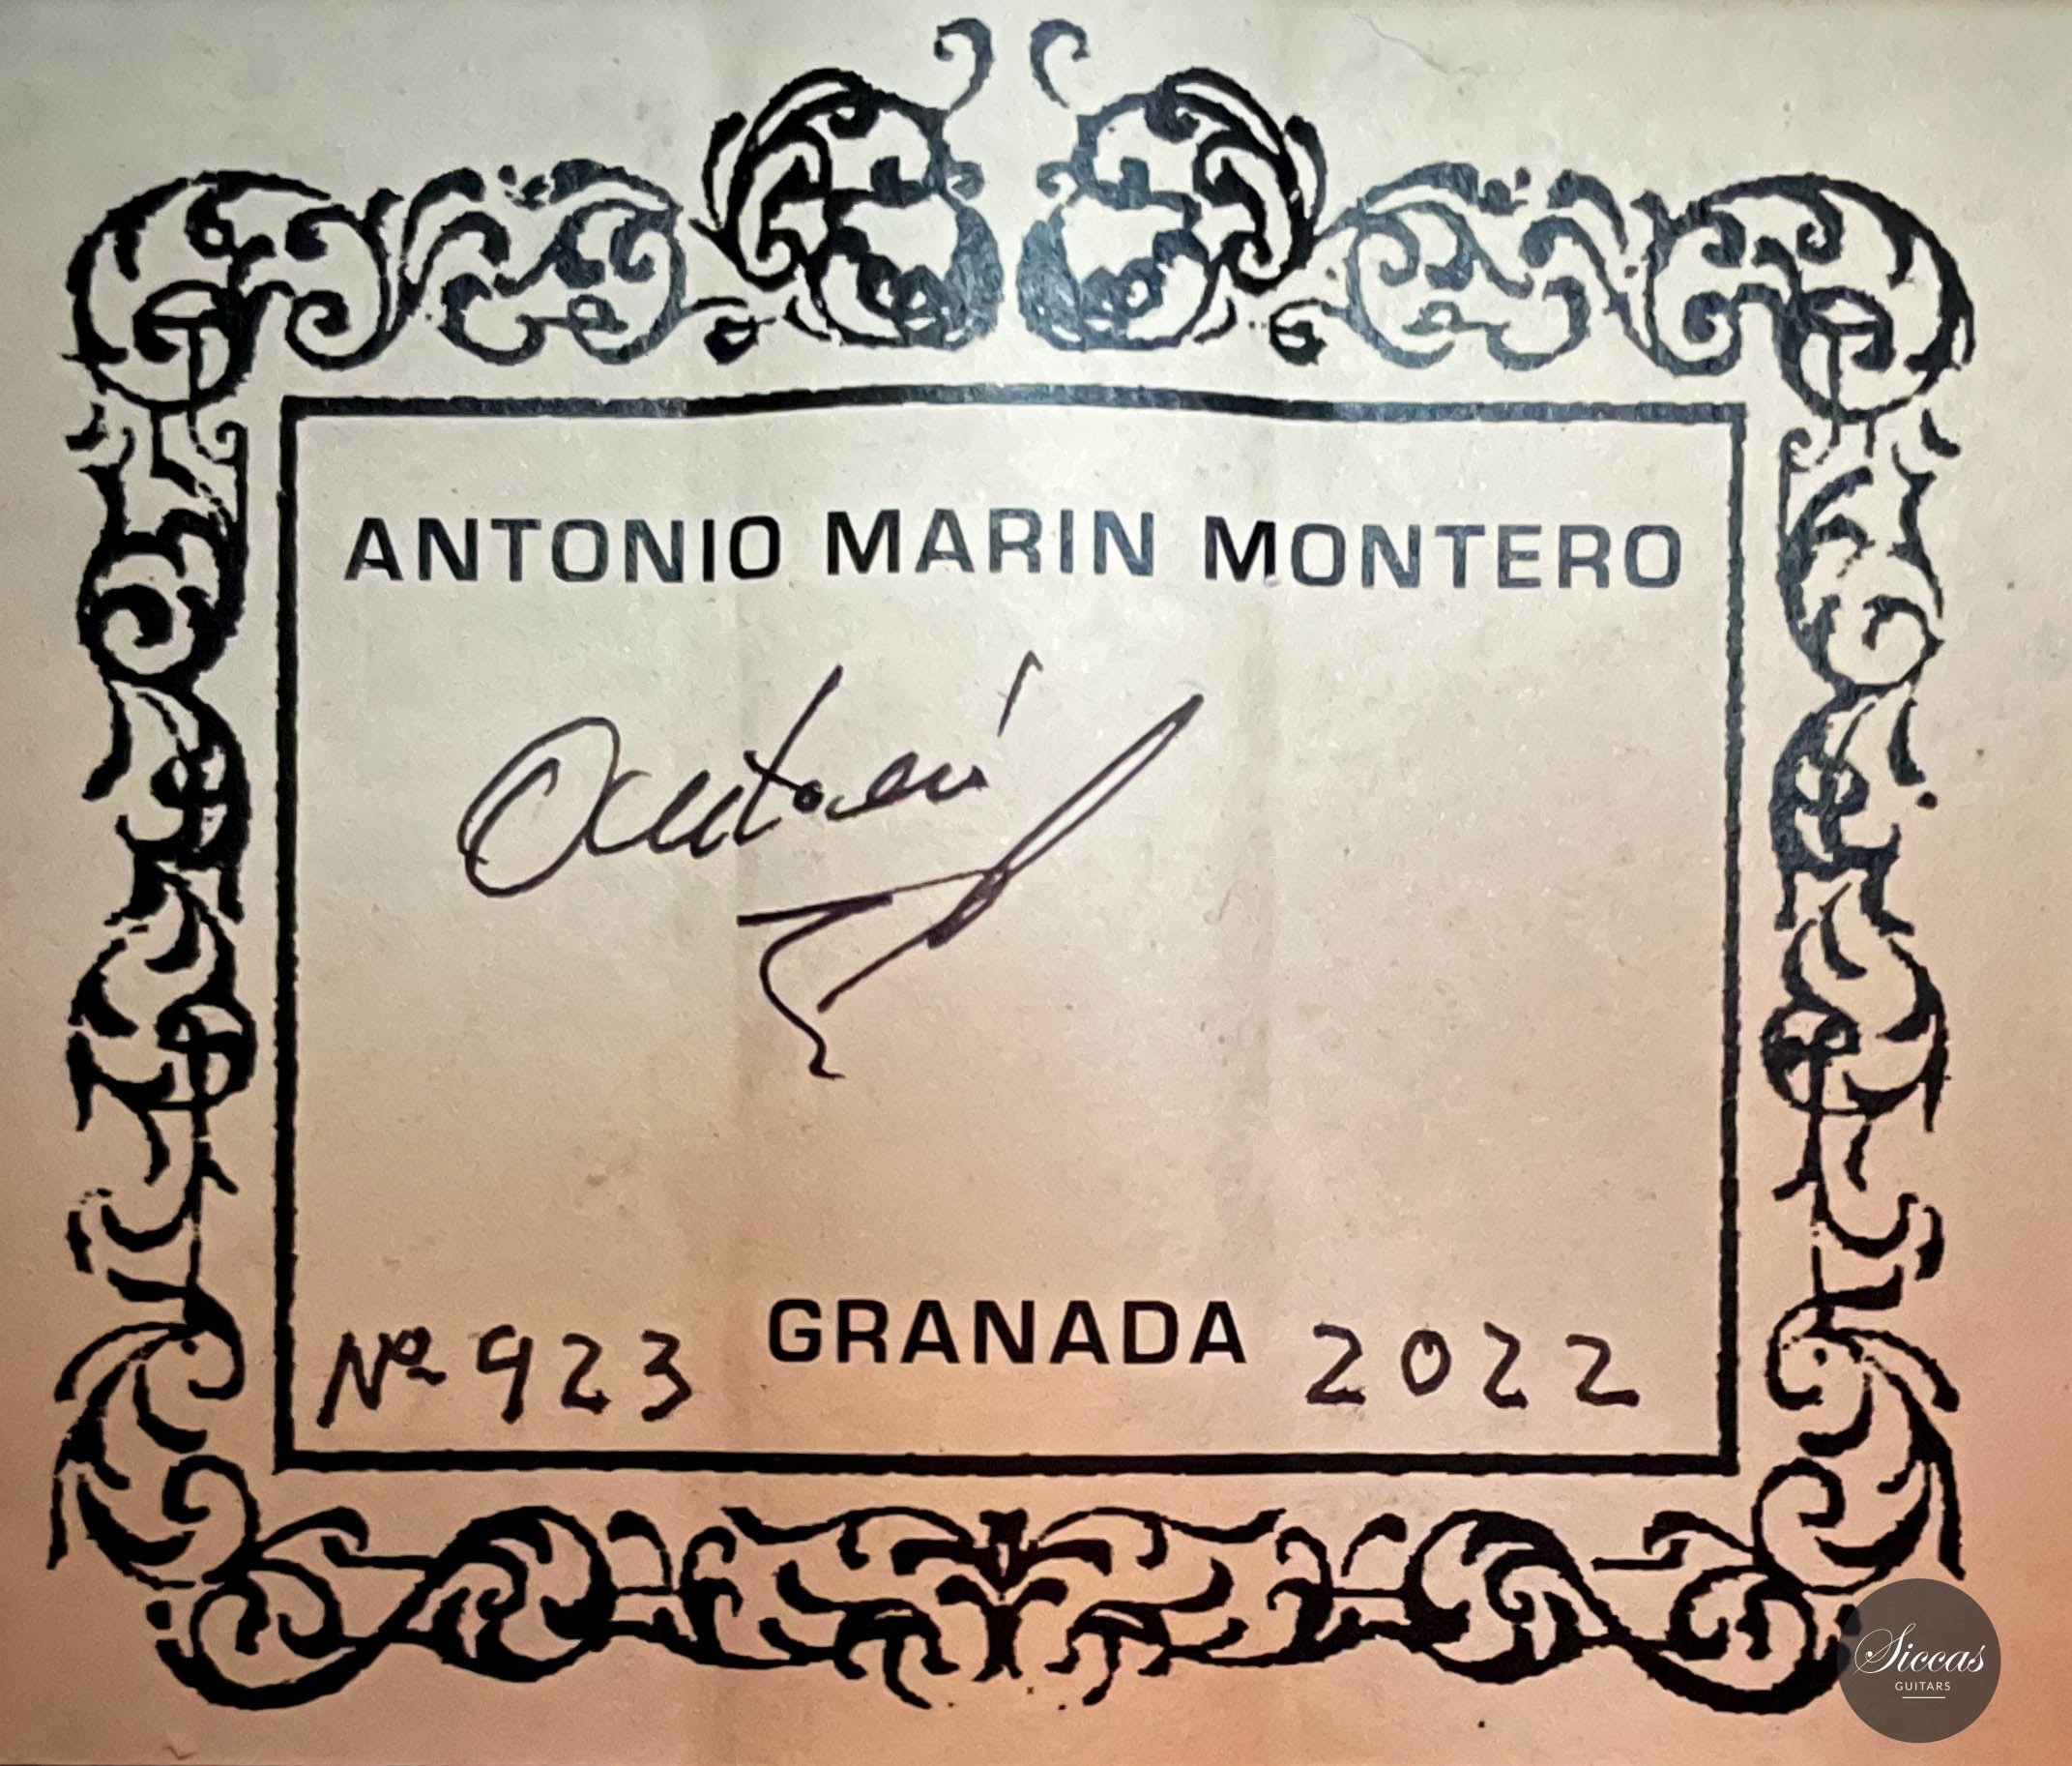 ANTONIO MARIN MONTERO
Nº 923 GRANADA 2022
Siccas
GUITARS